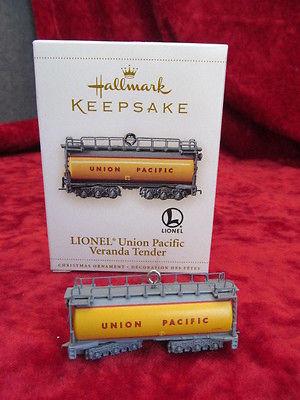 Hallmark
KEEPSAKE
UNION PACIFIC
LIONEL
LIONEL® Union Pacific
Veranda Tender
CHRISTMAS ORNAMENT • DÉCORATION DES FÊTES
UNION PACIFIC